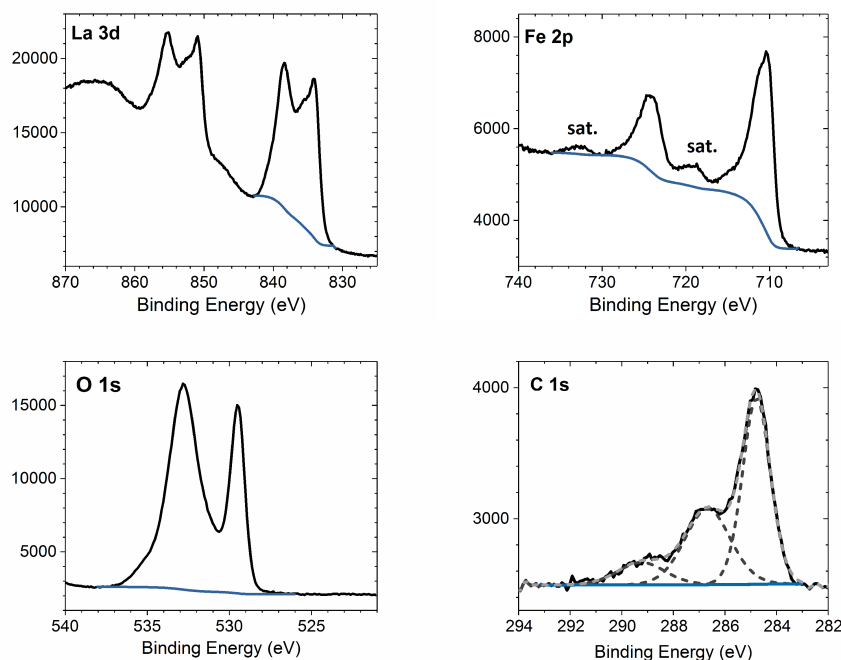 La 3d
20000
15000
10000
870 860 850 840 830
Binding Energy (eV)
Fe 2p
8000
6000
4000
sat.
sat.
740 730 720 710
Binding Energy (eV)
O 1s
15000
10000
5000
540 535 530 525
Binding Energy (eV)
C 1s
4000
3000
294 292 290 288 286 284 282
Binding Energy (eV)